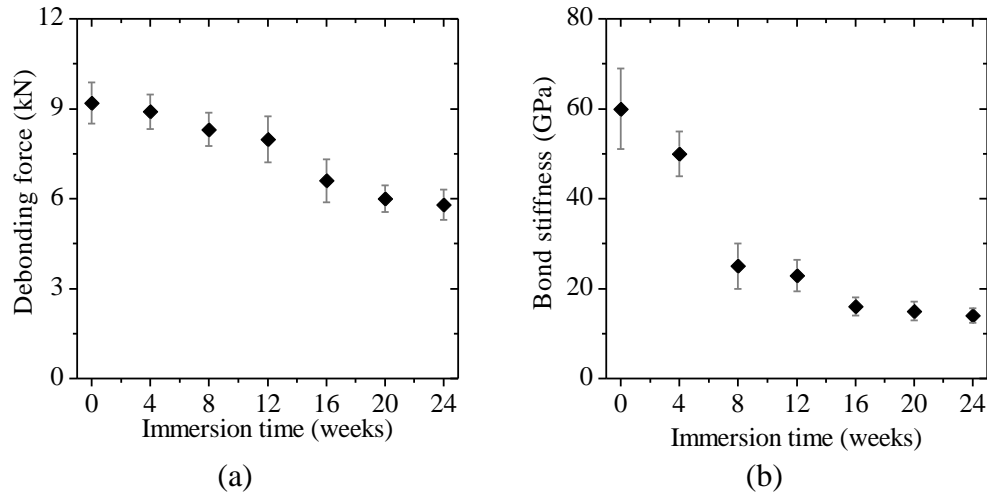 12
9
6
3
0
Debonding force (kN)
0 4 8 12 16 20 24
Immersion time (weeks)
(a)
80
60
40
20
0
Bond stiffness (GPa)
0 4 8 12 16 20 24
Immersion time (weeks)
(b)